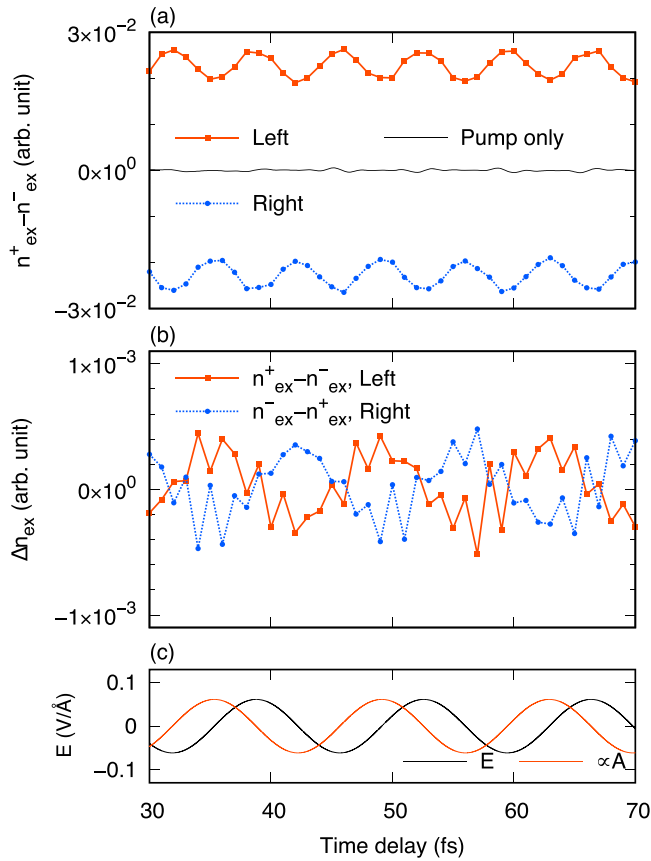 (a)
3×10⁻²
Left
Pump only
0×10⁰
n⁺ₑₓ–n⁻ₑₓ (arb. unit)
Right
−3×10⁻²
(b)
1×10⁻³
n⁺ₑₓ–n⁻ₑₓ, Left
n⁻ₑₓ–n⁺ₑₓ, Right
0×10⁰
Δnₑₓ (arb. unit)
−1×10⁻³
(c)
0.1
0
−0.1
E (V/Å)
E
∝A
30 40 50 60 70
Time delay (fs)